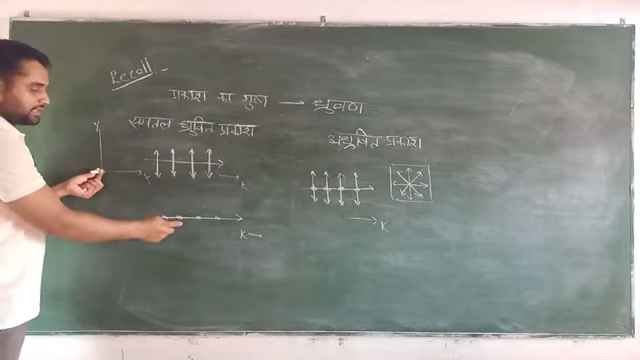 Recall -
प्रकाश का गुण → ध्रुवण
समतल ध्रुवित प्रकाश
अध्रुवित प्रकाश
Y
K
K
K